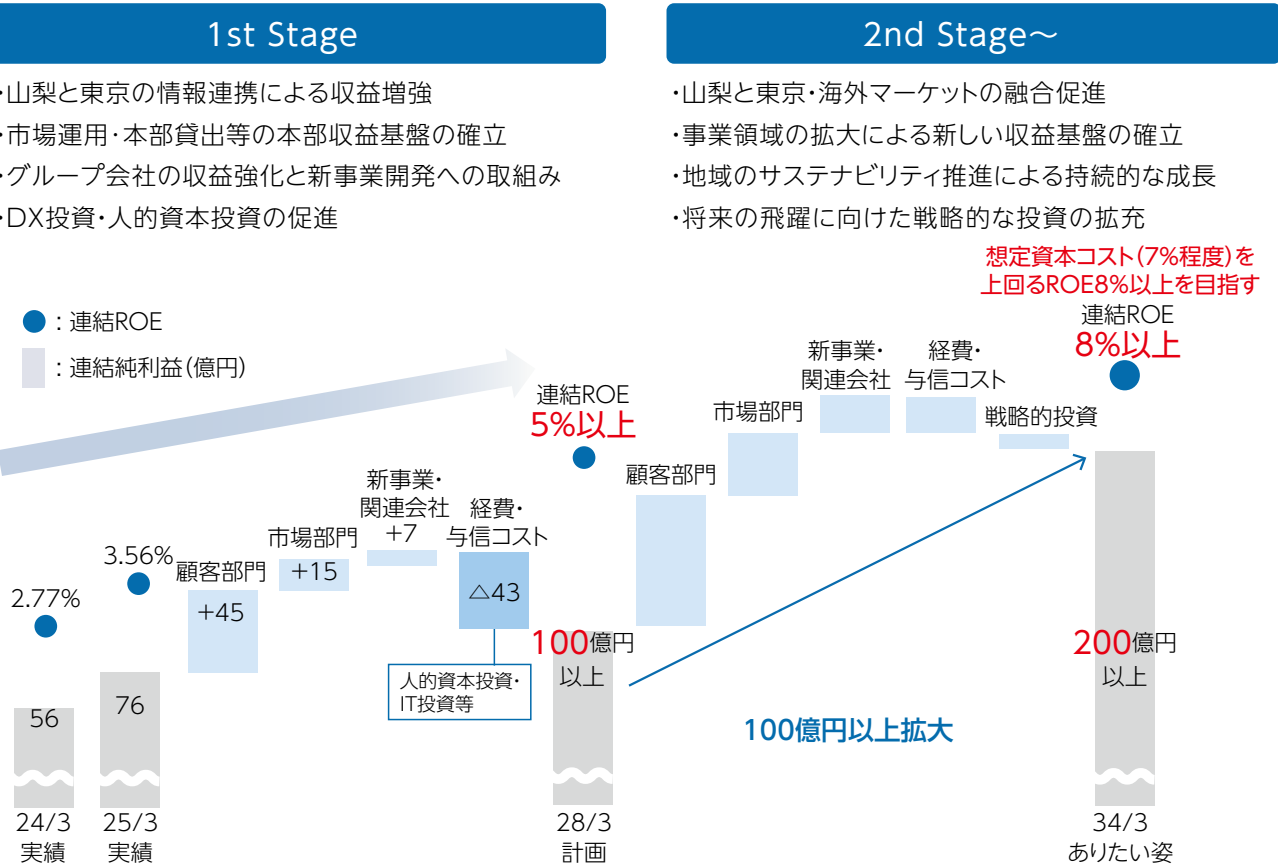 1st Stage
・山梨と東京の情報連携による収益増強
・市場運用・本部貸出等の本部収益基盤の確立
・グループ会社の収益強化と新事業開発への取組み
・DX投資・人的資本投資の促進
2nd Stage～
・山梨と東京・海外マーケットの融合促進
・事業領域の拡大による新しい収益基盤の確立
・地域のサステナビリティ推進による持続的な成長
・将来の飛躍に向けた戦略的な投資の拡充
：連結ROE
：連結純利益(億円)
2.77%
56
24/3
実績
3.56%
76
25/3
実績
顧客部門
+45
市場部門
+15
新事業・
関連会社
+7
経費・
与信コスト
△43
人的資本投資・
IT投資等
連結ROE
5%以上
100億円
以上
28/3
計画
顧客部門
市場部門
新事業・
関連会社
経費・
与信コスト
戦略的投資
100億円以上拡大
想定資本コスト(7%程度)を
上回るROE8%以上を目指す
連結ROE
8%以上
200億円
以上
34/3
ありたい姿